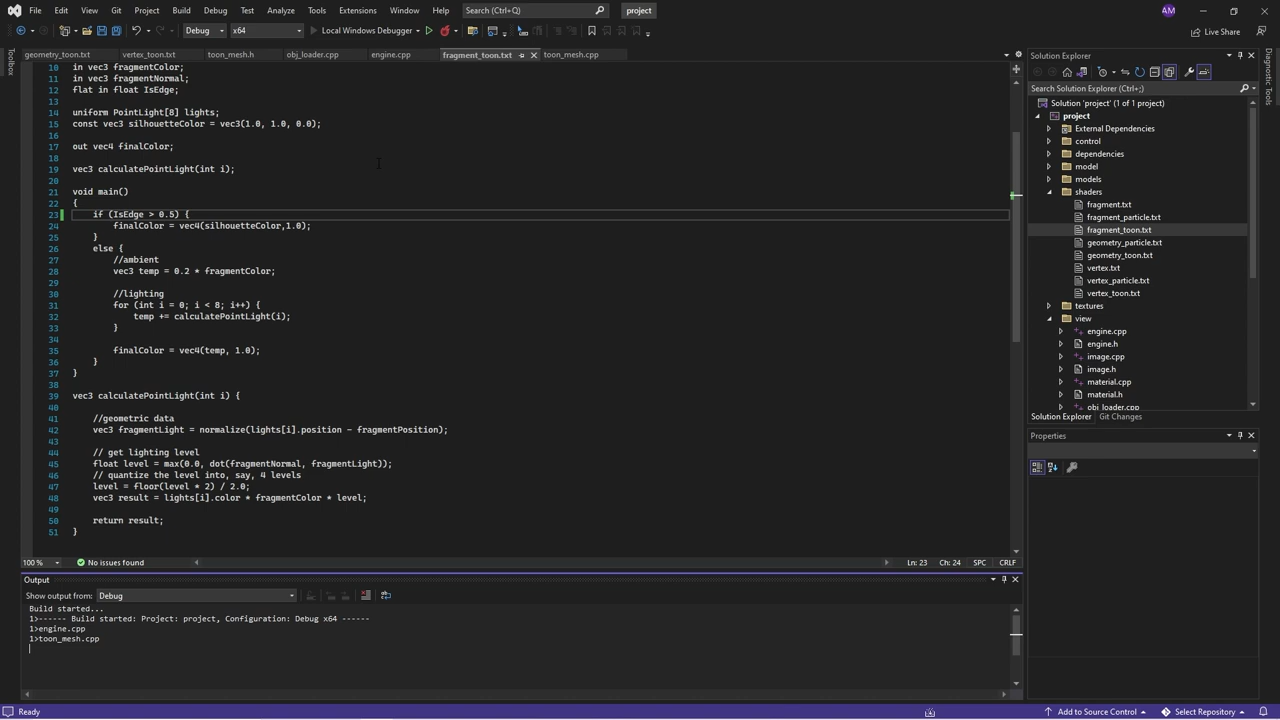 File Edit View Git Project Build Debug Test Analyze Tools Extensions Window Help Search (Ctrl+Q) project AM
Debug x64 Local Windows Debugger Live Share
Toolbox
geometry_toon.txt vertex_toon.txt toon_mesh.h obj_loader.cpp engine.cpp fragment_toon.txt toon_mesh.cpp
10 in vec3 fragmentColor;
11 in vec3 fragmentNormal;
12 flat in float IsEdge;
13
14 uniform PointLight[8] lights;
15 const vec3 silhouetteColor = vec3(1.0, 1.0, 0.0);
16
17 out vec4 finalColor;
18
19 vec3 calculatePointLight(int i);
20
21 void main()
22 {
23 if (IsEdge > 0.5) {
24 finalColor = vec4(silhouetteColor,1.0);
25 }
26 else {
27 //ambient
28 vec3 temp = 0.2 * fragmentColor;
29
30 //lighting
31 for (int i = 0; i < 8; i++) {
32 temp += calculatePointLight(i);
33 }
34
35 finalColor = vec4(temp, 1.0);
36 }
37 }
38
39 vec3 calculatePointLight(int i) {
40
41 //geometric data
42 vec3 fragmentLight = normalize(lights[i].position - fragmentPosition);
43
44 // get lighting level
45 float level = max(0.0, dot(fragmentNormal, fragmentLight));
46 // quantize the level into, say, 4 levels
47 level = floor(level * 2) / 2.0;
48 vec3 result = lights[i].color * fragmentColor * level;
49
50 return result;
51 }
100 % No issues found Ln: 23 Ch: 24 SPC CRLF
Output
Show output from: Debug
Build started...
1>------ Build started: Project: project, Configuration: Debug x64 ------
1>engine.cpp
1>toon_mesh.cpp
Solution Explorer
Search Solution Explorer (Ctrl+;)
Solution 'project' (1 of 1 project)
project
External Dependencies
control
dependencies
model
models
shaders
fragment.txt
fragment_particle.txt
fragment_toon.txt
geometry_particle.txt
geometry_toon.txt
vertex.txt
vertex_particle.txt
vertex_toon.txt
textures
view
engine.cpp
engine.h
image.cpp
image.h
material.cpp
material.h
obj_loader.cpp
Solution Explorer Git Changes
Properties
Diagnostic Tools
Ready Add to Source Control Select Repository